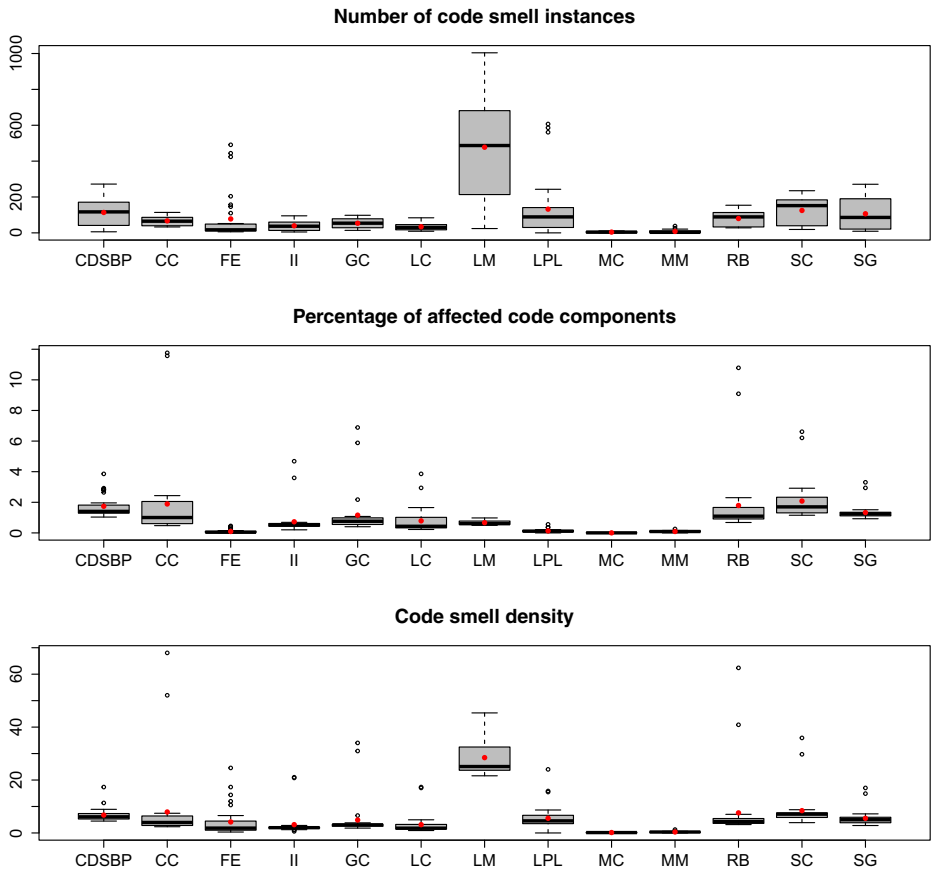 Number of code smell instances
1000
600
200
0
CDSBP CC FE II GC LC LM LPL MC MM RB SC SG
Percentage of affected code components
10
8
6
4
2
0
CDSBP CC FE II GC LC LM LPL MC MM RB SC SG
Code smell density
60
40
20
0
CDSBP CC FE II GC LC LM LPL MC MM RB SC SG